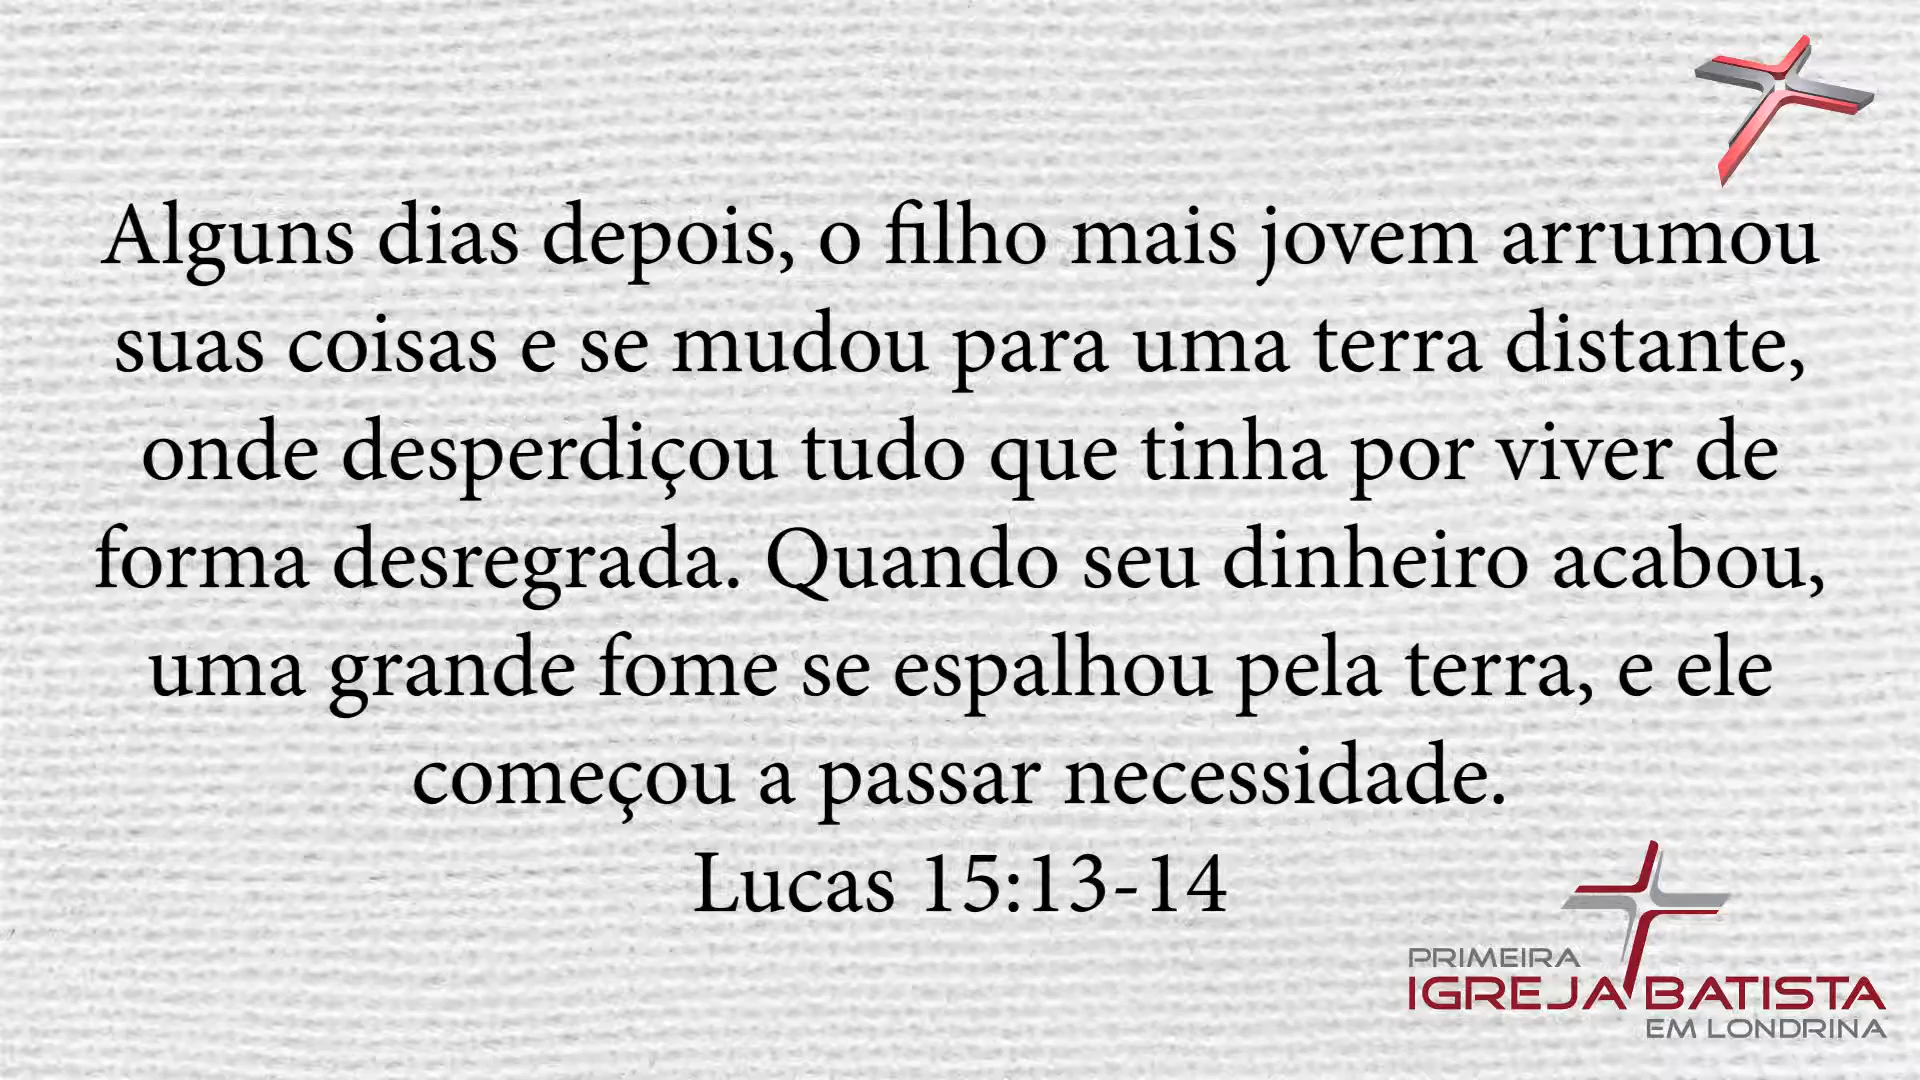 Alguns dias depois, o filho mais jovem arrumou
suas coisas e se mudou para uma terra distante,
onde desperdiçou tudo que tinha por viver de
forma desregrada. Quando seu dinheiro acabou,
uma grande fome se espalhou pela terra, e ele
começou a passar necessidade.
Lucas 15:13-14
PRIMEIRA
IGREJA BATISTA
EM LONDRINA